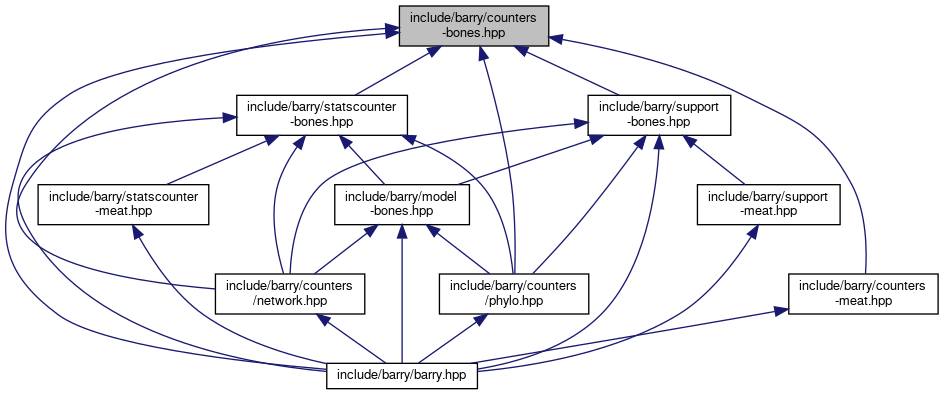 include/barry/counters
-bones.hpp
include/barry/statscounter
-bones.hpp
include/barry/support
-bones.hpp
include/barry/statscounter
-meat.hpp
include/barry/model
-bones.hpp
include/barry/support
-meat.hpp
include/barry/counters
/network.hpp
include/barry/counters
/phylo.hpp
include/barry/counters
-meat.hpp
include/barry/barry.hpp